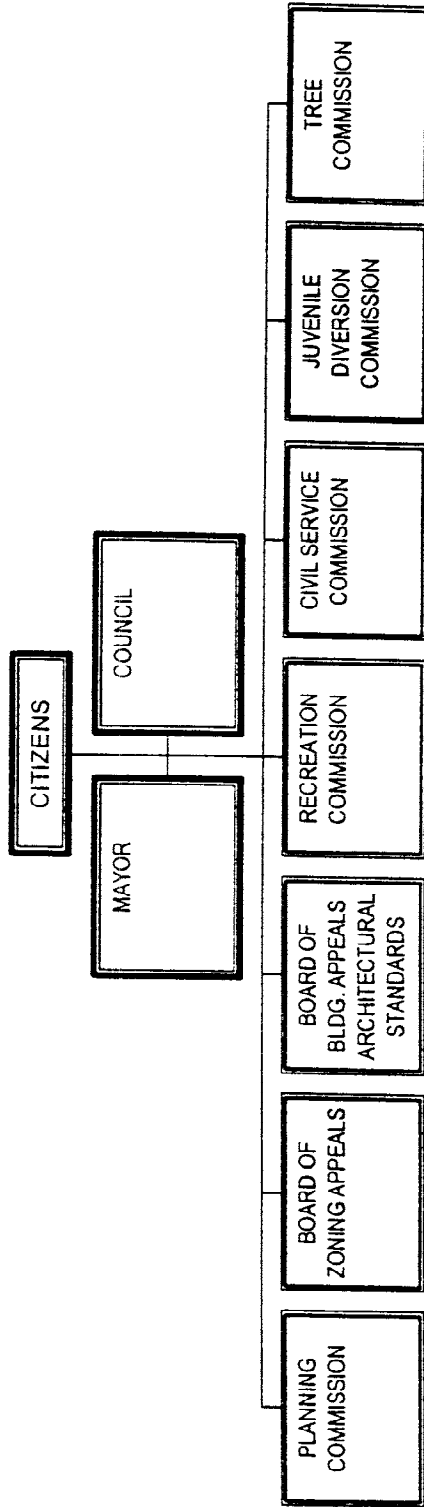 CITIZENS
MAYOR
COUNCIL
PLANNING
COMMISSION
BOARD OF
ZONING APPEALS
BOARD OF
BLDG. APPEALS
ARCHITECTURAL
STANDARDS
RECREATION
COMMISSION
CIVIL SERVICE
COMMISSION
JUVENILE
DIVERSION
COMMISSION
TREE
COMMISSION